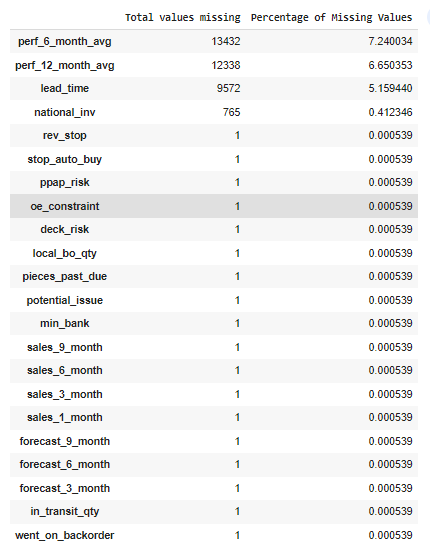 Total values missing Percentage of Missing Values
perf_6_month_avg 13432 7.240034
perf_12_month_avg 12338 6.650353
lead_time 9572 5.159440
national_inv 765 0.412346
rev_stop 1 0.000539
stop_auto_buy 1 0.000539
ppap_risk 1 0.000539
oe_constraint 1 0.000539
deck_risk 1 0.000539
local_bo_qty 1 0.000539
pieces_past_due 1 0.000539
potential_issue 1 0.000539
min_bank 1 0.000539
sales_9_month 1 0.000539
sales_6_month 1 0.000539
sales_3_month 1 0.000539
sales_1_month 1 0.000539
forecast_9_month 1 0.000539
forecast_6_month 1 0.000539
forecast_3_month 1 0.000539
in_transit_qty 1 0.000539
went_on_backorder 1 0.000539